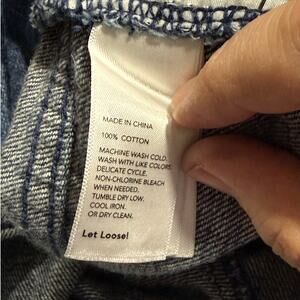 MADE IN CHINA
100% COTTON
MACHINE WASH COLD.
WASH WITH LIKE COLORS.
DELICATE CYCLE.
NON-CHLORINE BLEACH
WHEN NEEDED.
TUMBLE DRY LOW.
COOL IRON.
OR DRY CLEAN.
Let Loose!